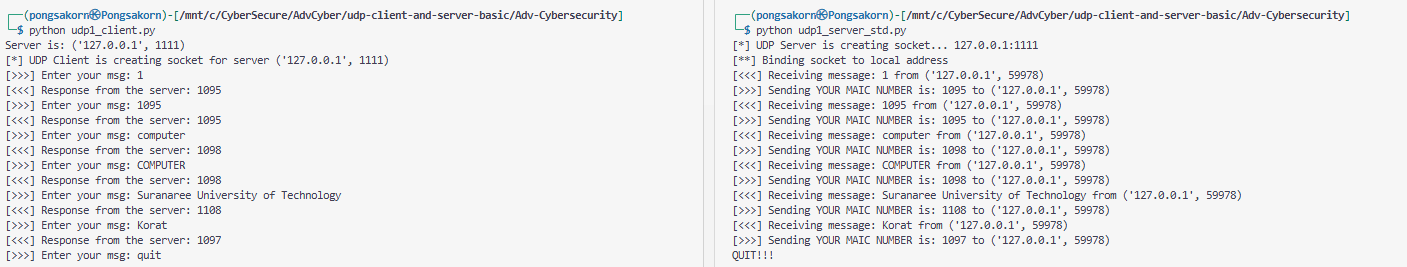 ┌──(pongsakorn㉿Pongsakorn)-[/mnt/c/CyberSecure/AdvCyber/udp-client-and-server-basic/Adv-Cybersecurity]
└─$ python udp1_client.py
Server is: ('127.0.0.1', 1111)
[*] UDP Client is creating socket for server ('127.0.0.1', 1111)
[>>>] Enter your msg: 1
[<<<] Response from the server: 1095
[>>>] Enter your msg: 1095
[<<<] Response from the server: 1095
[>>>] Enter your msg: computer
[<<<] Response from the server: 1098
[>>>] Enter your msg: COMPUTER
[<<<] Response from the server: 1098
[>>>] Enter your msg: Suranaree University of Technology
[<<<] Response from the server: 1108
[>>>] Enter your msg: Korat
[<<<] Response from the server: 1097
[>>>] Enter your msg: quit
┌──(pongsakorn㉿Pongsakorn)-[/mnt/c/CyberSecure/AdvCyber/udp-client-and-server-basic/Adv-Cybersecurity]
└─$ python udp1_server_std.py
[*] UDP Server is creating socket... 127.0.0.1:1111
[**] Binding socket to local address
[<<<] Receiving message: 1 from ('127.0.0.1', 59978)
[>>>] Sending YOUR MAIC NUMBER is: 1095 to ('127.0.0.1', 59978)
[<<<] Receiving message: 1095 from ('127.0.0.1', 59978)
[>>>] Sending YOUR MAIC NUMBER is: 1095 to ('127.0.0.1', 59978)
[<<<] Receiving message: computer from ('127.0.0.1', 59978)
[>>>] Sending YOUR MAIC NUMBER is: 1098 to ('127.0.0.1', 59978)
[<<<] Receiving message: COMPUTER from ('127.0.0.1', 59978)
[>>>] Sending YOUR MAIC NUMBER is: 1098 to ('127.0.0.1', 59978)
[<<<] Receiving message: Suranaree University of Technology from ('127.0.0.1', 59978)
[>>>] Sending YOUR MAIC NUMBER is: 1108 to ('127.0.0.1', 59978)
[<<<] Receiving message: Korat from ('127.0.0.1', 59978)
[>>>] Sending YOUR MAIC NUMBER is: 1097 to ('127.0.0.1', 59978)
QUIT!!!